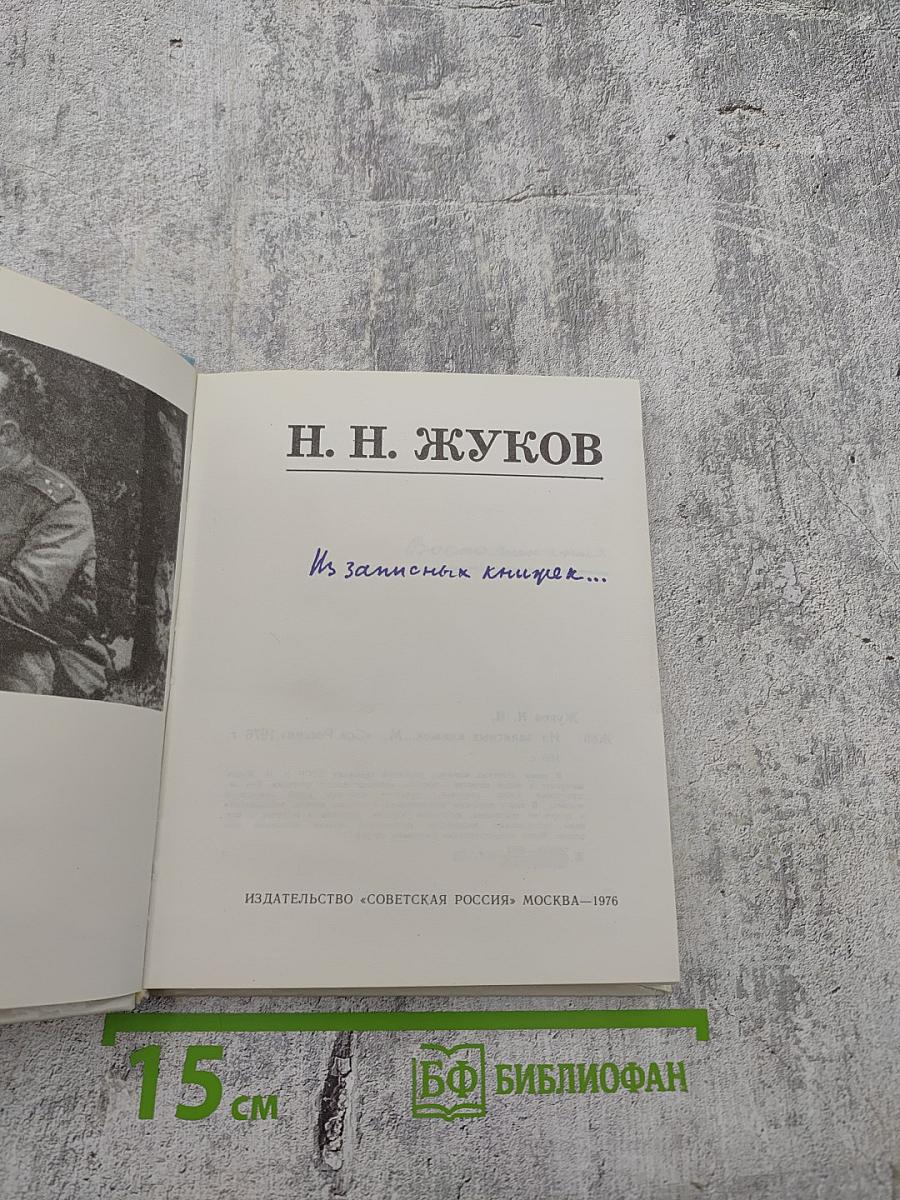 Н. Н. ЖУКОВ
Из записных книжек...
ИЗДАТЕЛЬСТВО «СОВЕТСКАЯ РОССИЯ» МОСКВА—1976
15 см
БФ БИБЛИОФАН